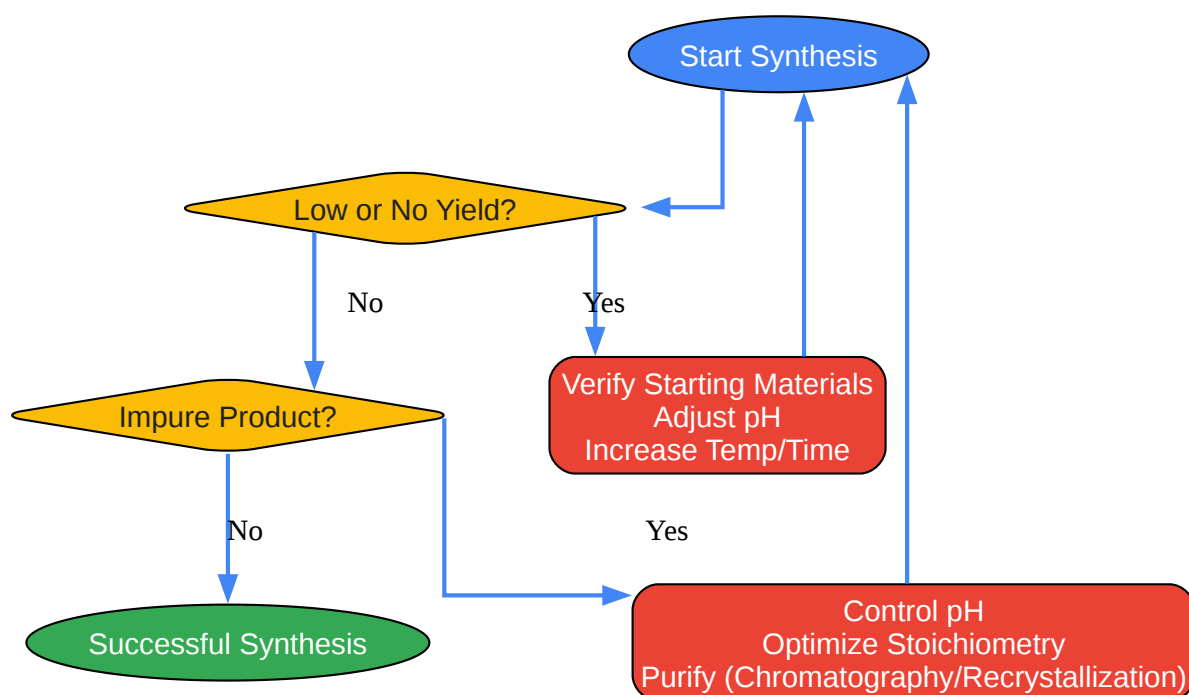 Start Synthesis
Low or No Yield?
No
Yes
Verify Starting Materials
Adjust pH
Increase Temp/Time
Impure Product?
No
Yes
Control pH
Optimize Stoichiometry
Purify (Chromatography/Recrystallization)
Successful Synthesis